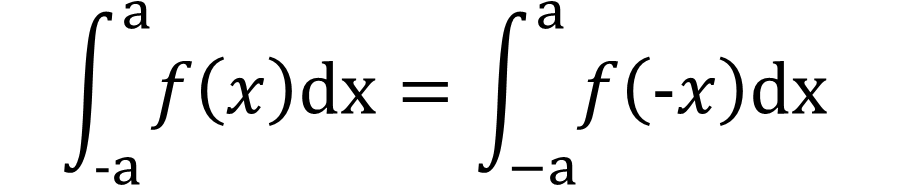 ∫_{-a}^{a} f(x)dx = ∫_{−a}^{a} f(-x)dx